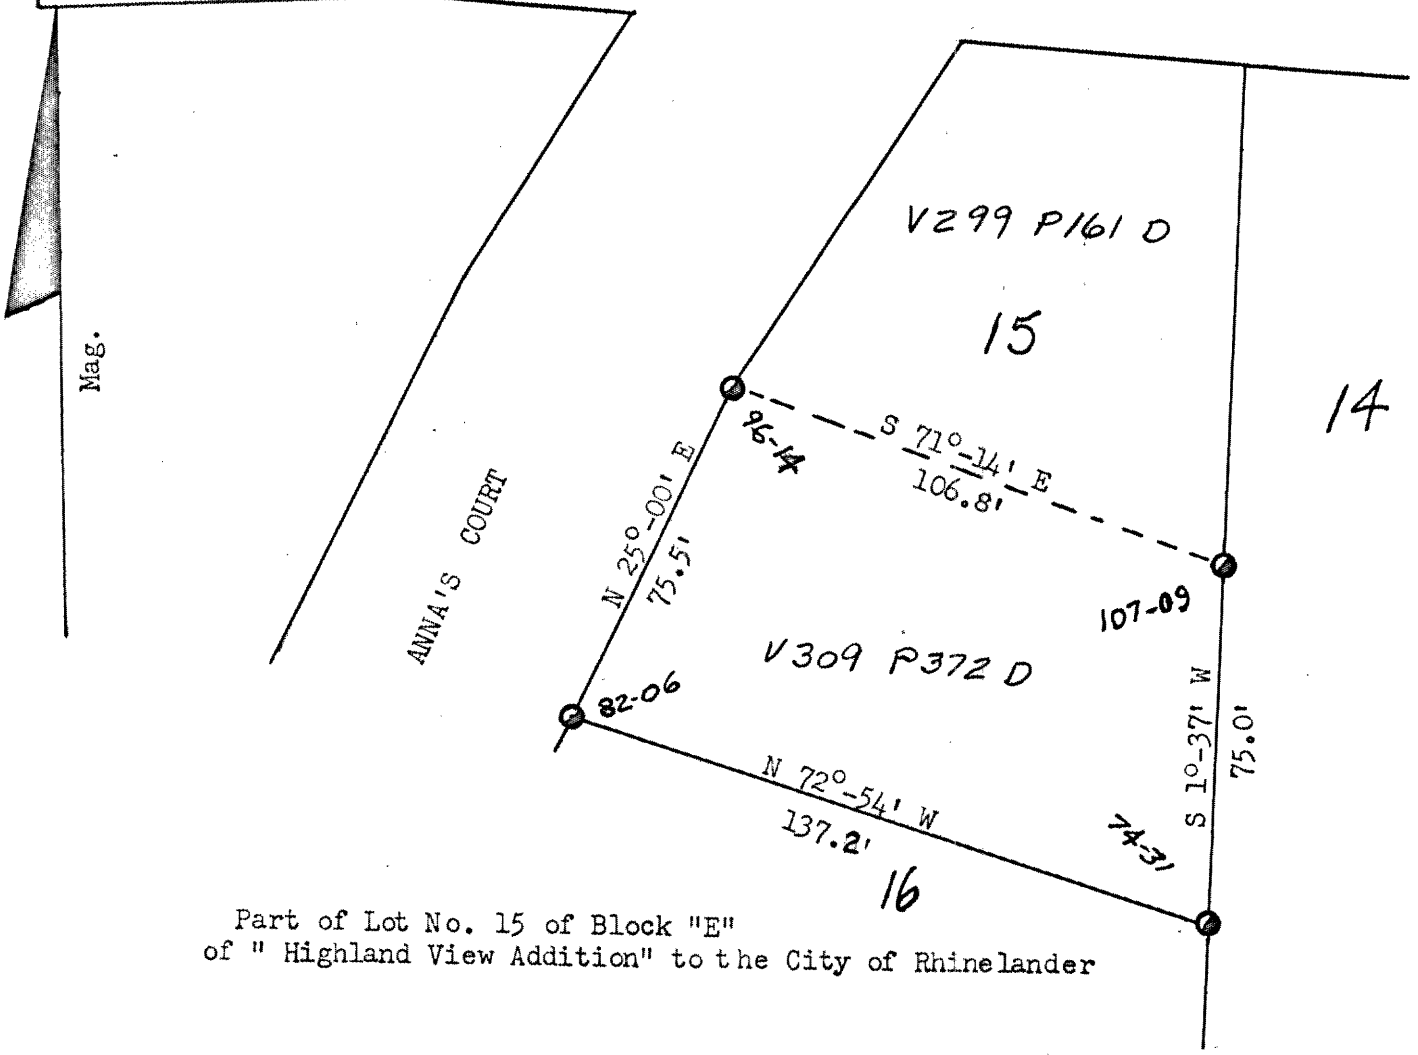 V299 P161 D
15
14
Mag.
96-14
S 71°-14' E
106.8'
N 25°-00' E
75.5'
ANNA'S COURT
107-09
V309 P372 D
82-06
S 1°-37' W
75.0'
N 72°-54' W
137.2'
74-31
16
Part of Lot No. 15 of Block "E"
of " Highland View Addition" to the City of Rhinelander